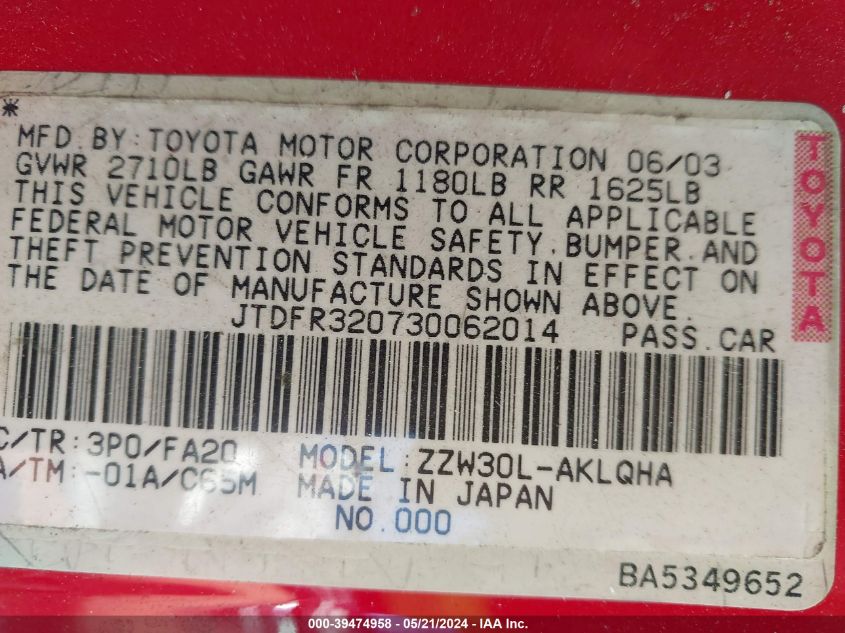 *
MFD BY: TOYOTA MOTOR CORPORATION 06/03
GVWR 2710LB GAWR FR 1180LB RR 1625LB
THIS VEHICLE CONFORMS TO ALL APPLICABLE
FEDERAL MOTOR VEHICLE SAFETY, BUMPER, AND
THEFT PREVENTION STANDARDS IN EFFECT ON
THE DATE OF MANUFACTURE SHOWN ABOVE.
JTDFR320730062014 PASS. CAR
TOYOTA
C/TR: 3P0/FA20 MODEL: ZZW30L-AKLQHA
A/TM: -01A/C65M MADE IN JAPAN
NO.000
BA5349652
000-39474958 - 05/21/2024 - IAA Inc.